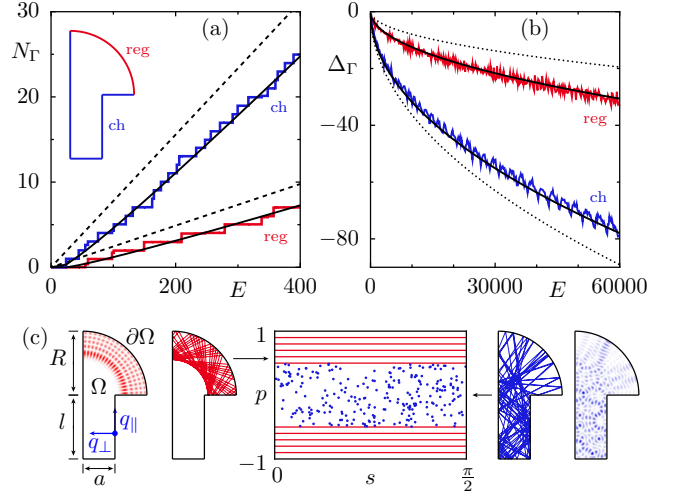 30
N_Γ
20
10
0
0
200
E
400
(a)
reg
ch
ch
reg
0
Δ_Γ
−40
−80
0
30000
E
60000
(b)
reg
ch
(c)
∂Ω
R
Ω
l
q_∥
q_⊥
a
1
p
−1
0
s
π/2